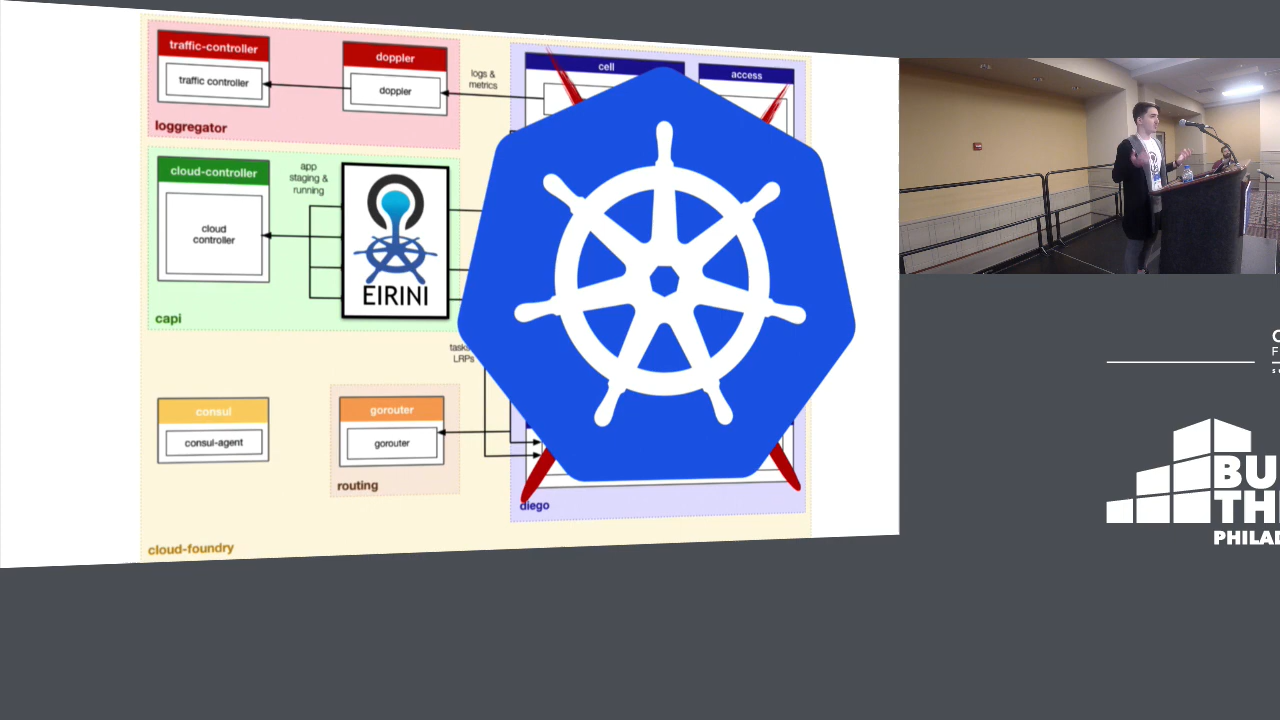 traffic-controller
traffic controller
doppler
doppler
logs &
metrics
loggregator
cell
access
cloud-controller
cloud
controller
app
staging &
running
EIRINI
capi
tasks
LRPs
consul
consul-agent
gorouter
gorouter
routing
diego
cloud-foundry
BU
TH
PHILAD